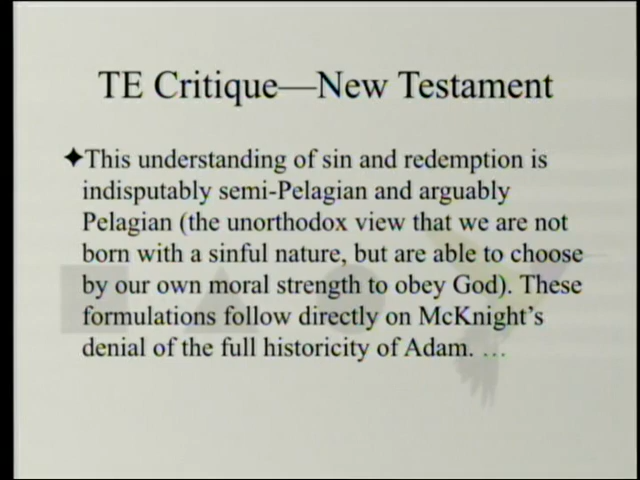 TE Critique—New Testament
✦This understanding of sin and redemption is
indisputably semi-Pelagian and arguably
Pelagian (the unorthodox view that we are not
born with a sinful nature, but are able to choose
by our own moral strength to obey God). These
formulations follow directly on McKnight's
denial of the full historicity of Adam. …